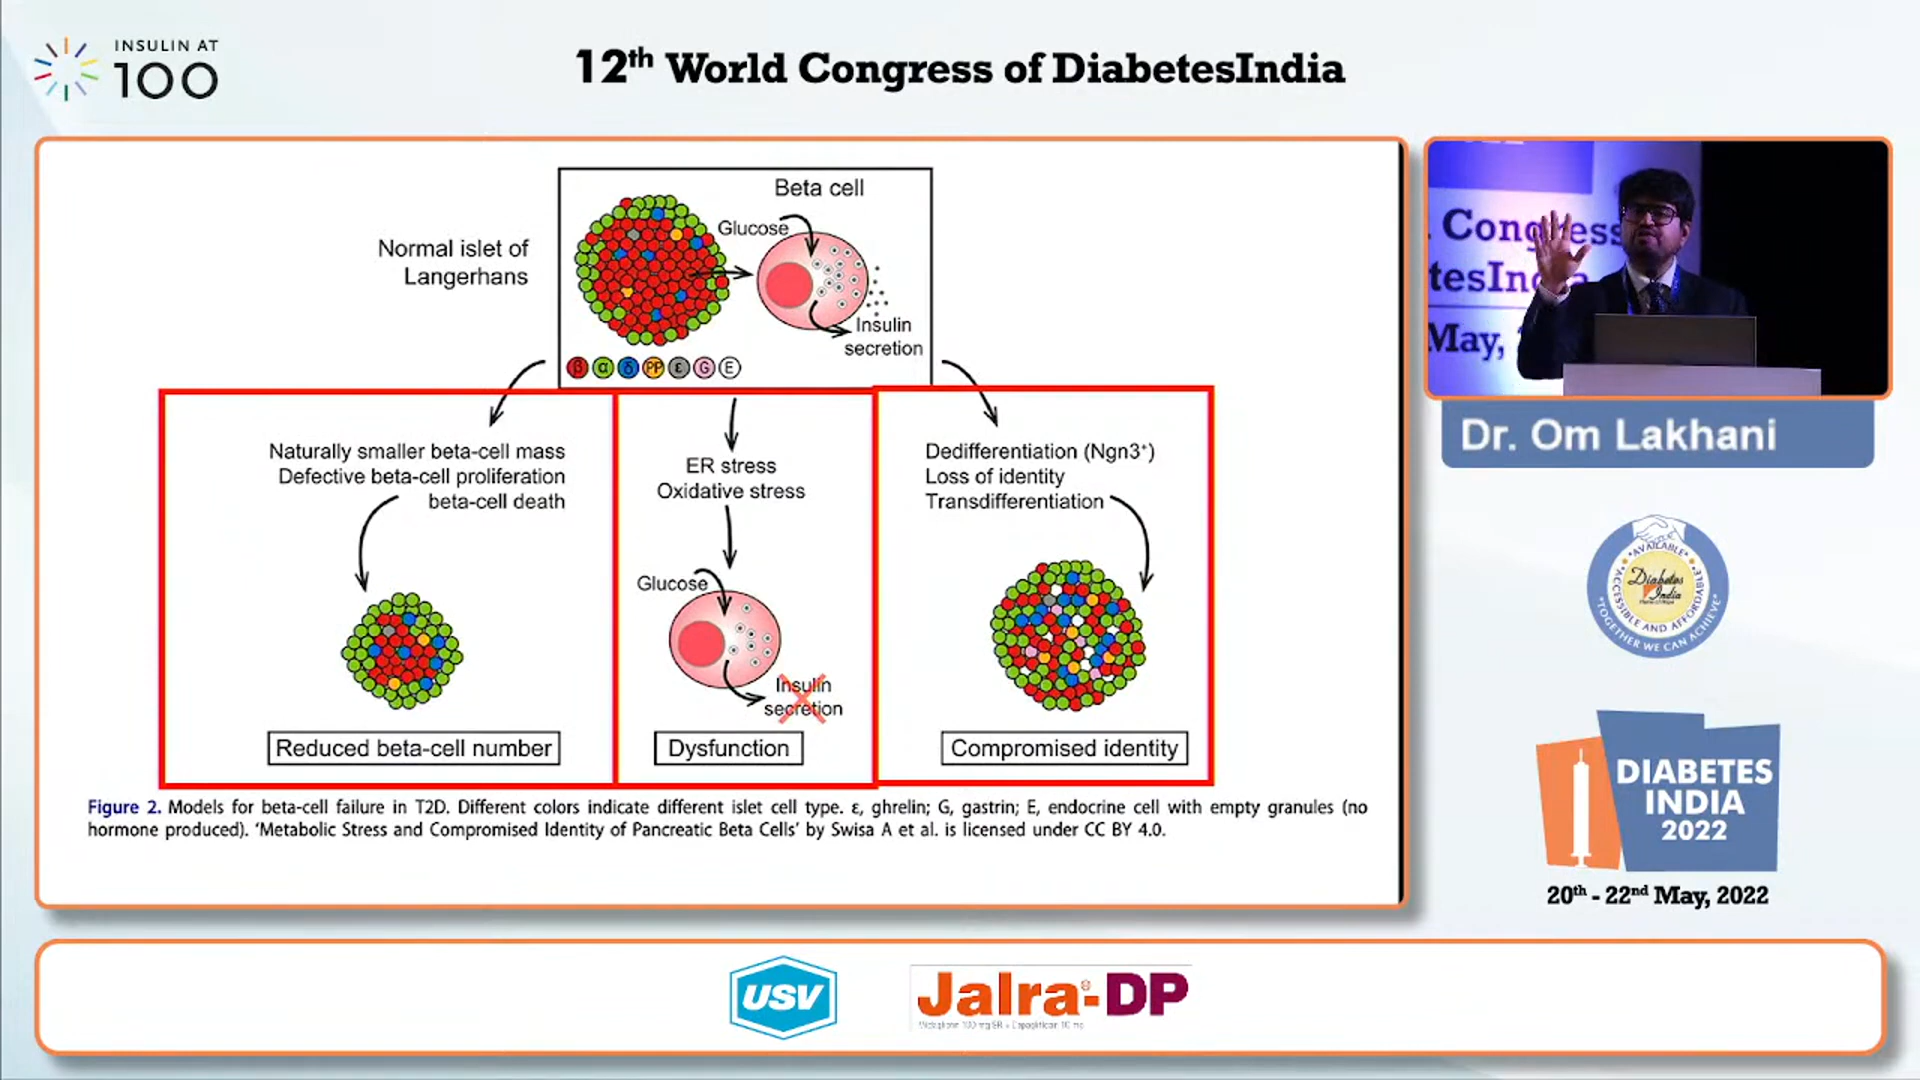 INSULIN AT
100
12th World Congress of DiabetesIndia
Beta cell
Glucose
Normal islet of
Langerhans
Insulin
secretion
β α δ PP ε G E
Naturally smaller beta-cell mass
Defective beta-cell proliferation
beta-cell death
Reduced beta-cell number
ER stress
Oxidative stress
Glucose
Insulin
secretion
Dysfunction
Dedifferentiation (Ngn3+)
Loss of identity
Transdifferentiation
Compromised identity
Figure 2. Models for beta-cell failure in T2D. Different colors indicate different islet cell type. ε, ghrelin; G, gastrin; E, endocrine cell with empty granules (no
hormone produced). 'Metabolic Stress and Compromised Identity of Pancreatic Beta Cells' by Swisa A et al. is licensed under CC BY 4.0.
. Congress
tesIndia
May,
Dr. Om Lakhani
AVAILABLE
ACCESSIBLE AND AFFORDABLE
Diabetes
India
"TOGETHER WE CAN ACHIEVE"
DIABETES
INDIA
2022
20th - 22nd May, 2022
USV
Jalra®-DP